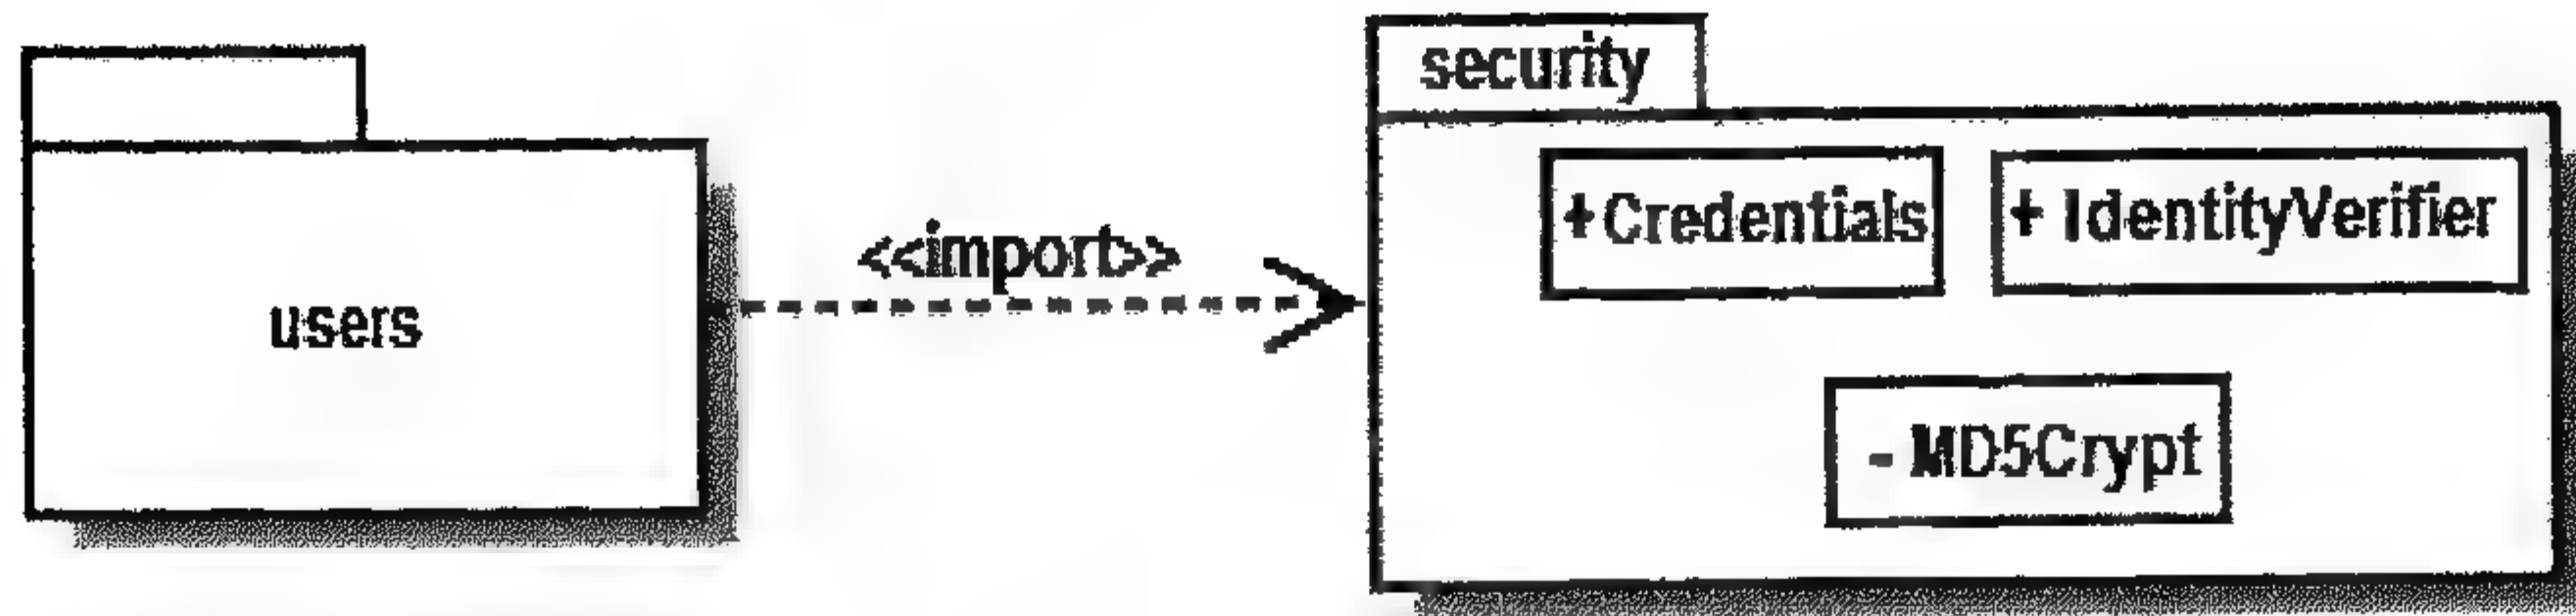 security
+Credentials
+ IdentityVerifier
<<import>>
users
- MD5Crypt